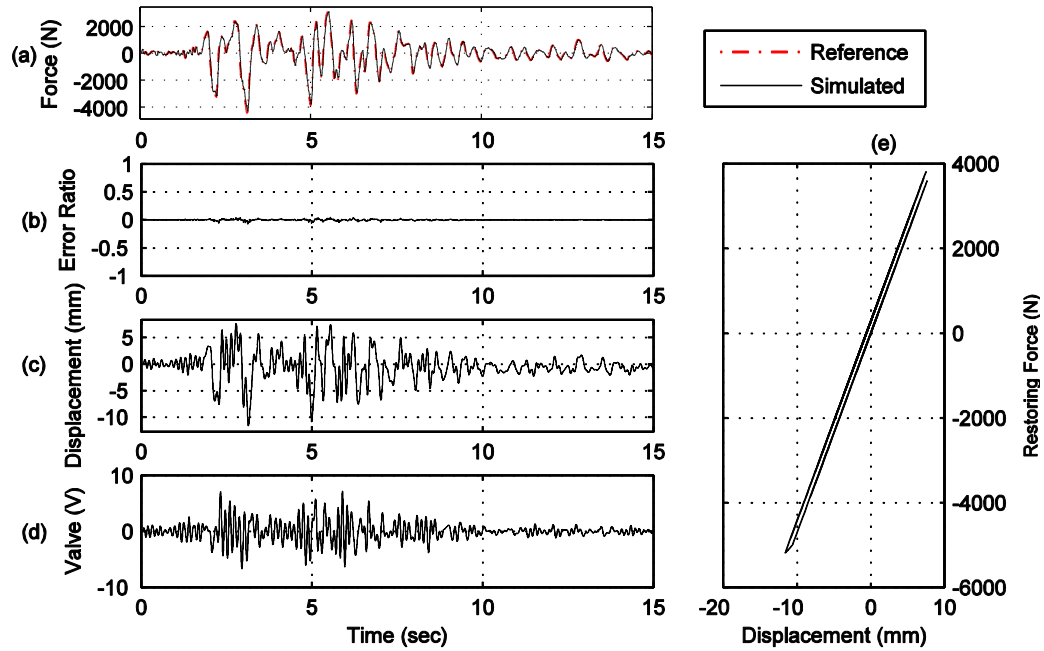 (a)
Force (N)
2000
0
-2000
-4000
0 5 10 15
Reference
Simulated
(b)
Error Ratio
1
0.5
0
-0.5
-1
0 5 10 15
(c)
Displacement (mm)
5
0
-5
-10
0 5 10 15
(d)
Valve (V)
10
0
-10
0 5 10 15
Time (sec)
(e)
4000
2000
0
-2000
-4000
-6000
Restoring Force (N)
-20 -10 0 10
Displacement (mm)